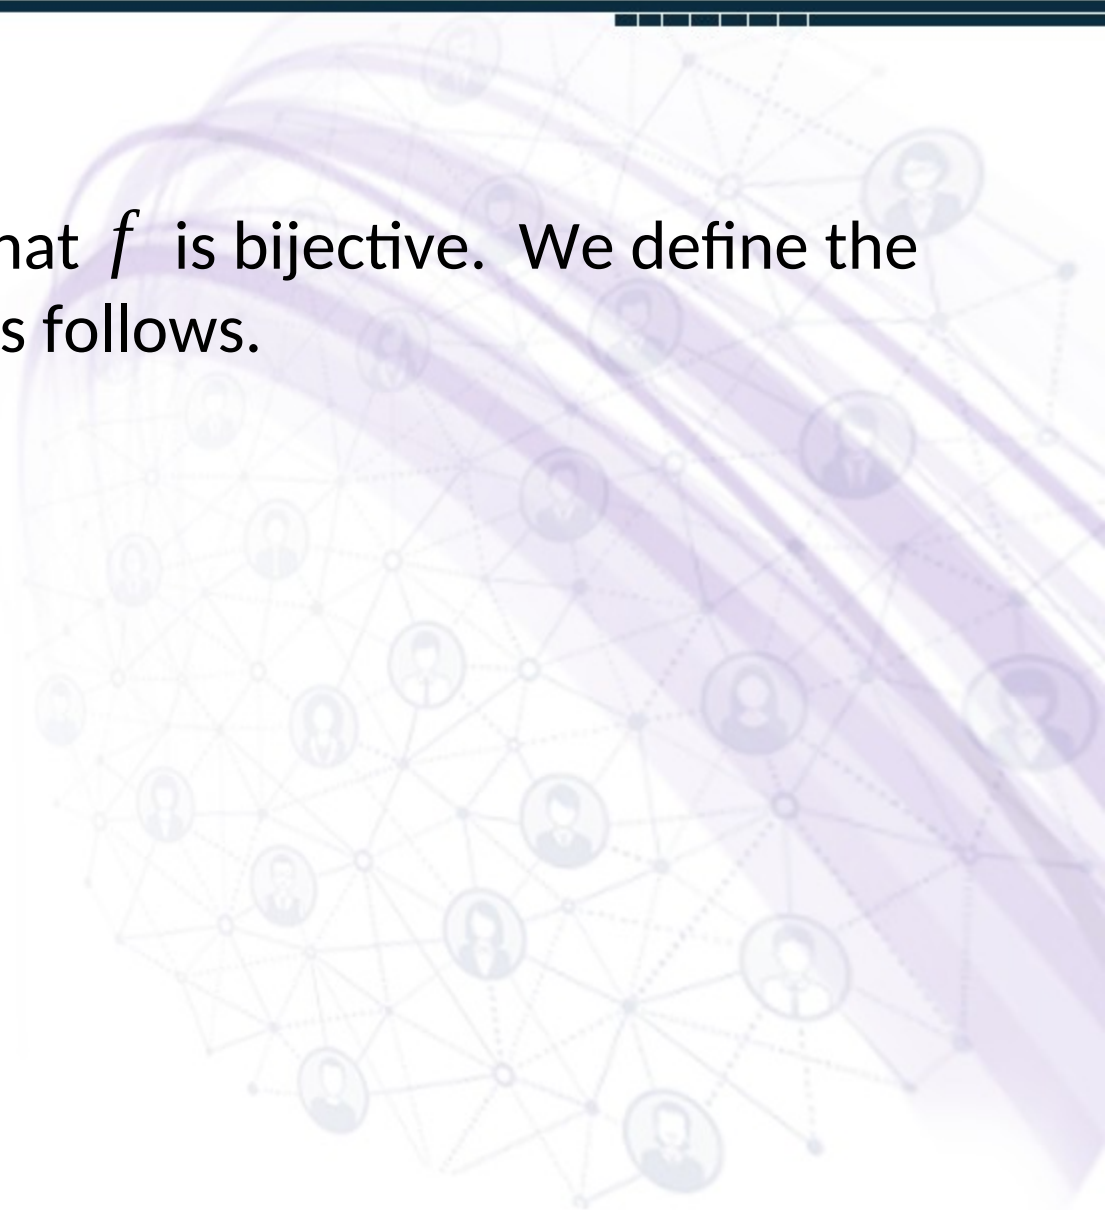 hat f is bijective. We define the
s follows.